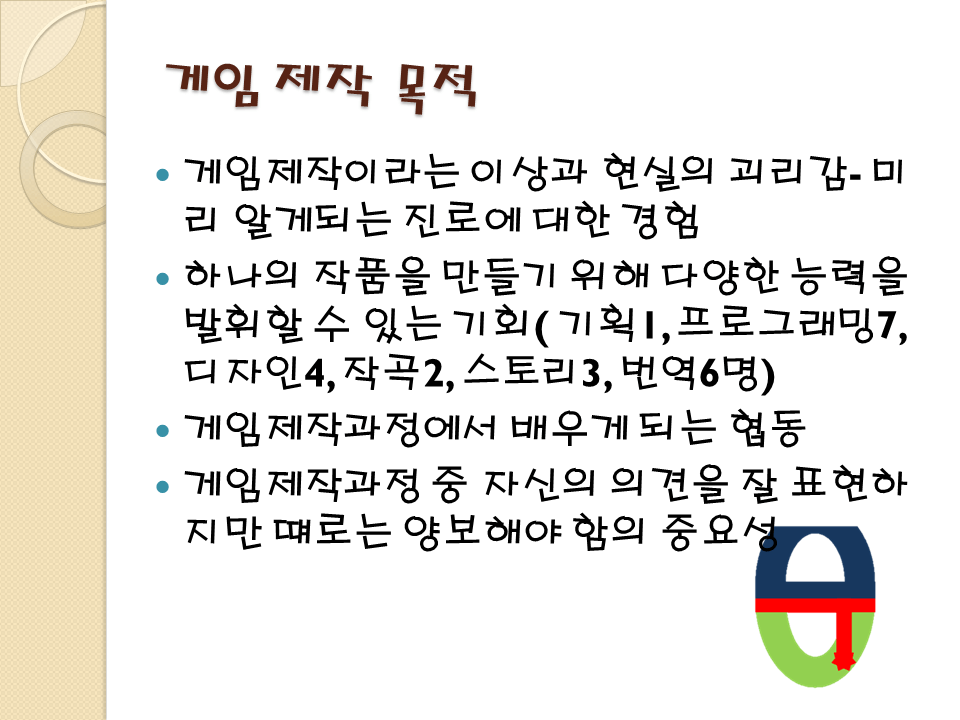 게임 제작 목적
게임제작이라는 이상과 현실의 괴리감- 미
리 알게되는 진로에 대한 경험
하나의 작품을 만들기 위해 다양한 능력을
발휘할 수 있는 기회( 기획1, 프로그래밍7,
디자인4, 작곡2, 스토리3, 번역6명)
게임제작과정에서 배우게 되는 협동
게임제작과정 중 자신의 의견을 잘 표현하
지만 떄로는 양보해야 함의 중요성